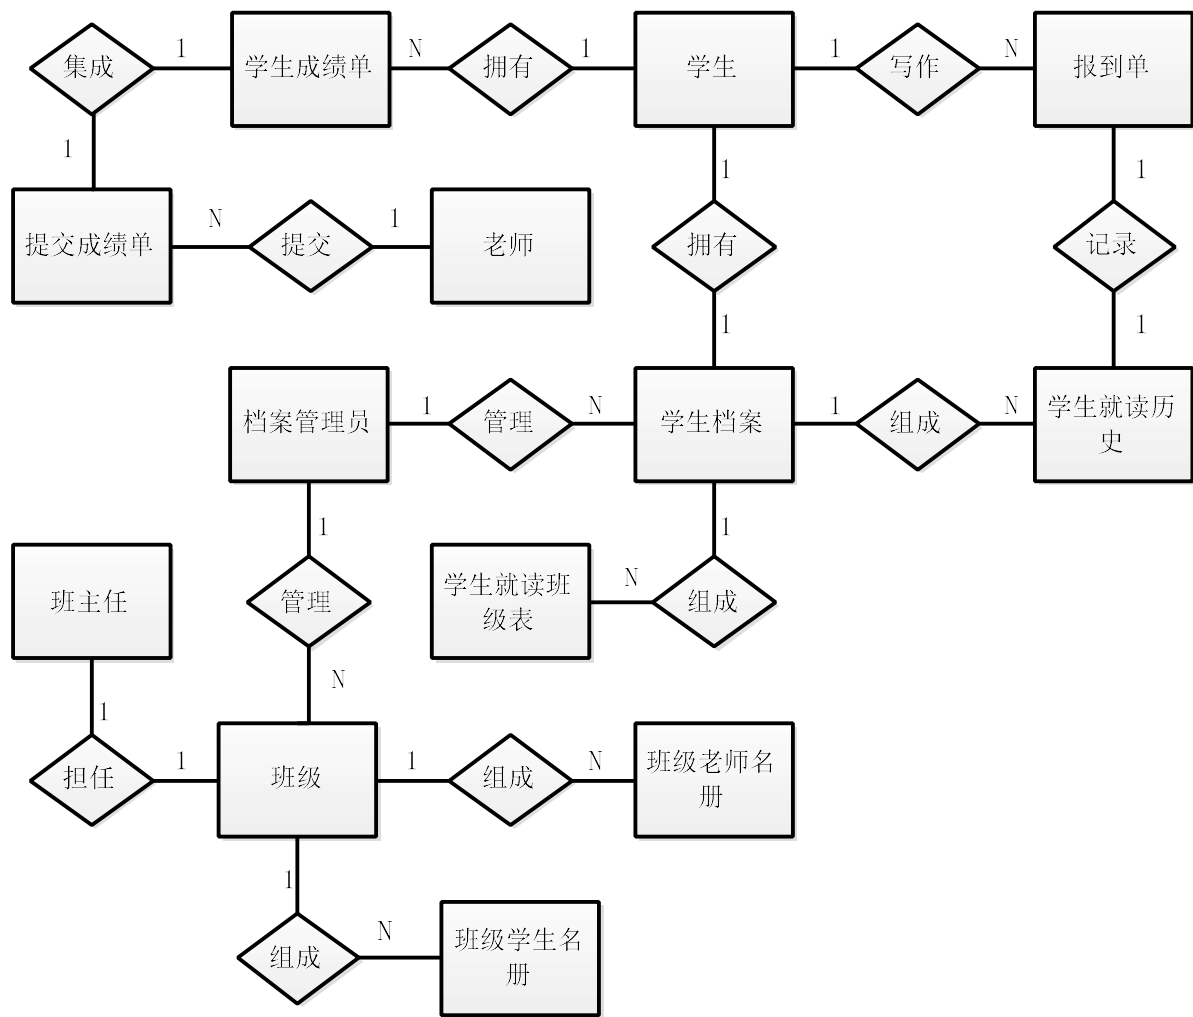 集成
1
学生成绩单
N
拥有
1
学生
1
写作
N
报到单
1
1
1
提交成绩单
N
提交
1
老师
拥有
记录
1
1
档案管理员
1
管理
N
学生档案
1
组成
N
学生就读历
史
1
1
班主任
管理
学生就读班
级表
N
组成
N
1
担任
1
班级
1
组成
N
班级老师名
册
1
组成
N
班级学生名
册